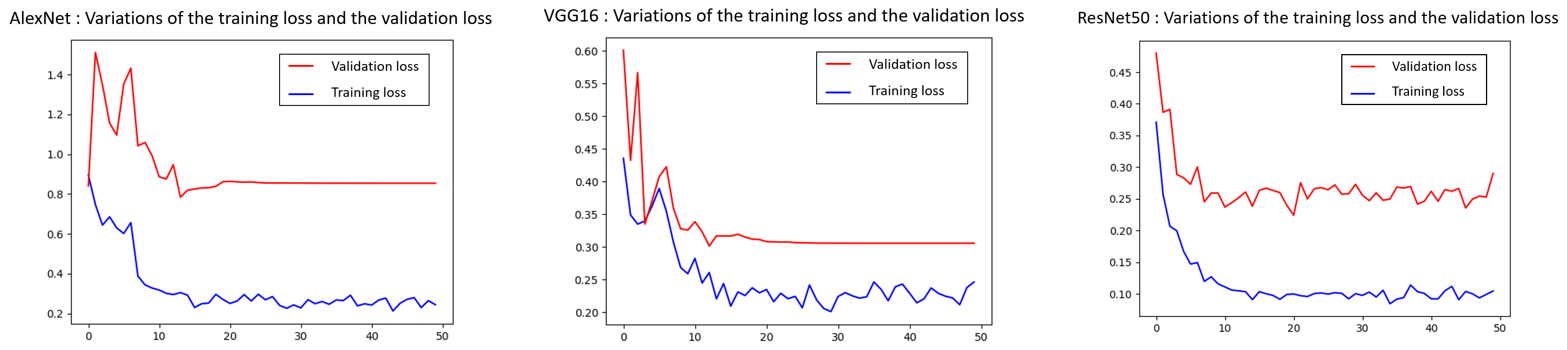 AlexNet : Variations of the training loss and the validation loss
1.4
1.2
1.0
0.8
0.6
0.4
0.2
0 10 20 30 40 50
Validation loss
Training loss
VGG16 : Variations of the training loss and the validation loss
0.60
0.55
0.50
0.45
0.40
0.35
0.30
0.25
0.20
0 10 20 30 40 50
Validation loss
Training loss
ResNet50 : Variations of the training loss and the validation loss
0.45
0.40
0.35
0.30
0.25
0.20
0.15
0.10
0 10 20 30 40 50
Validation loss
Training loss